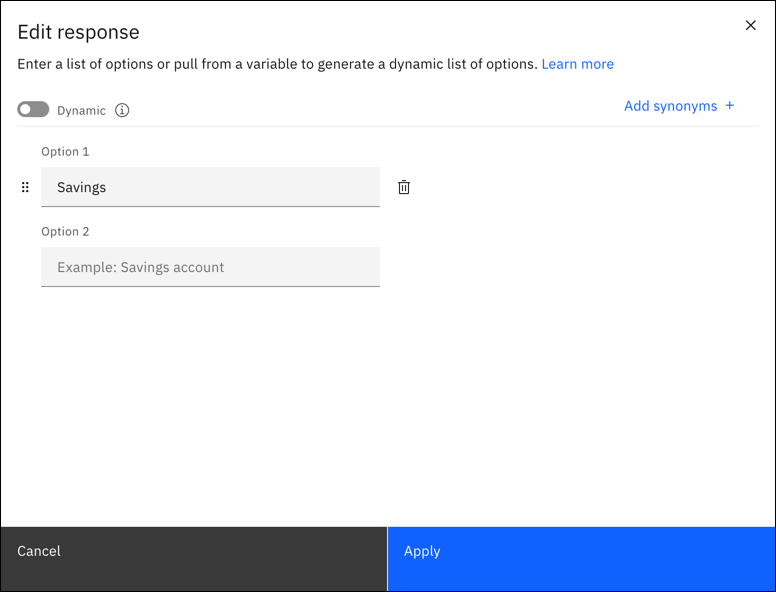 Edit response
Enter a list of options or pull from a variable to generate a dynamic list of options. Learn more
Dynamic
Add synonyms +
Option 1
Savings
Option 2
Example: Savings account
Cancel
Apply